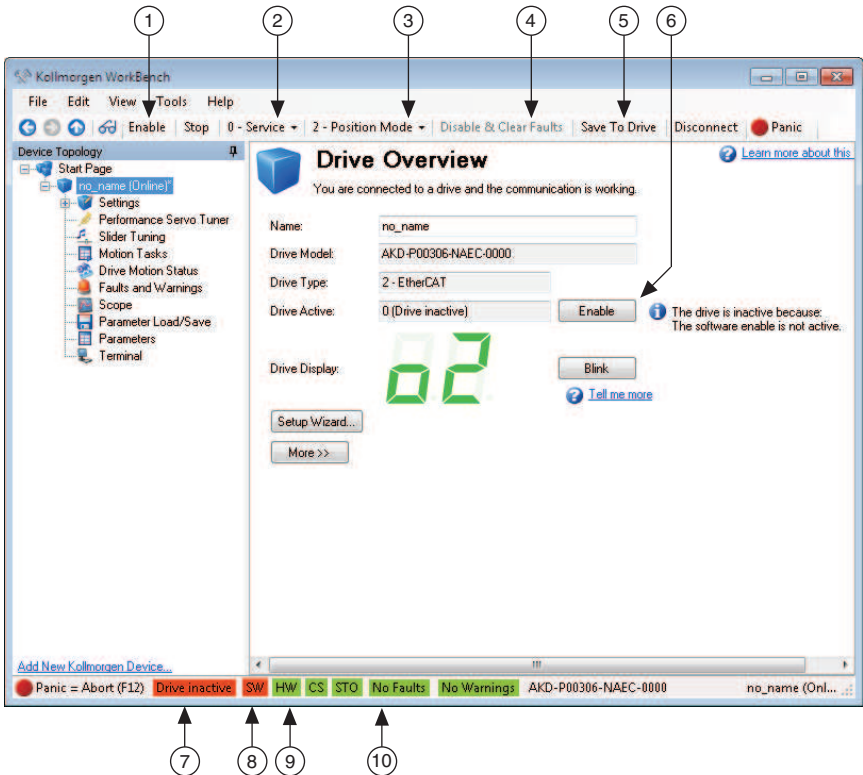 1 2 3 4 5 6
Kollmorgen WorkBench
File Edit View Tools Help
Enable Stop 0 - Service 2 - Position Mode Disable & Clear Faults Save To Drive Disconnect Panic
Device Topology
Start Page
no_name (Online)*
Settings
Performance Servo Tuner
Slider Tuning
Motion Tasks
Drive Motion Status
Faults and Warnings
Scope
Parameter Load/Save
Parameters
Terminal
Add New Kollmorgen Device...
Drive Overview
Learn more about this
You are connected to a drive and the communication is working.
Name: no_name
Drive Model: AKD-P00306-NAEC-0000
Drive Type: 2 - EtherCAT
Drive Active: 0 (Drive inactive) Enable
The drive is inactive because:
The software enable is not active.
Drive Display: o2 Blink
Tell me more
Setup Wizard...
More >>
Panic = Abort (F12) Drive inactive SW HW CS STO No Faults No Warnings AKD-P00306-NAEC-0000 no_name (Onl...
7 8 9 10